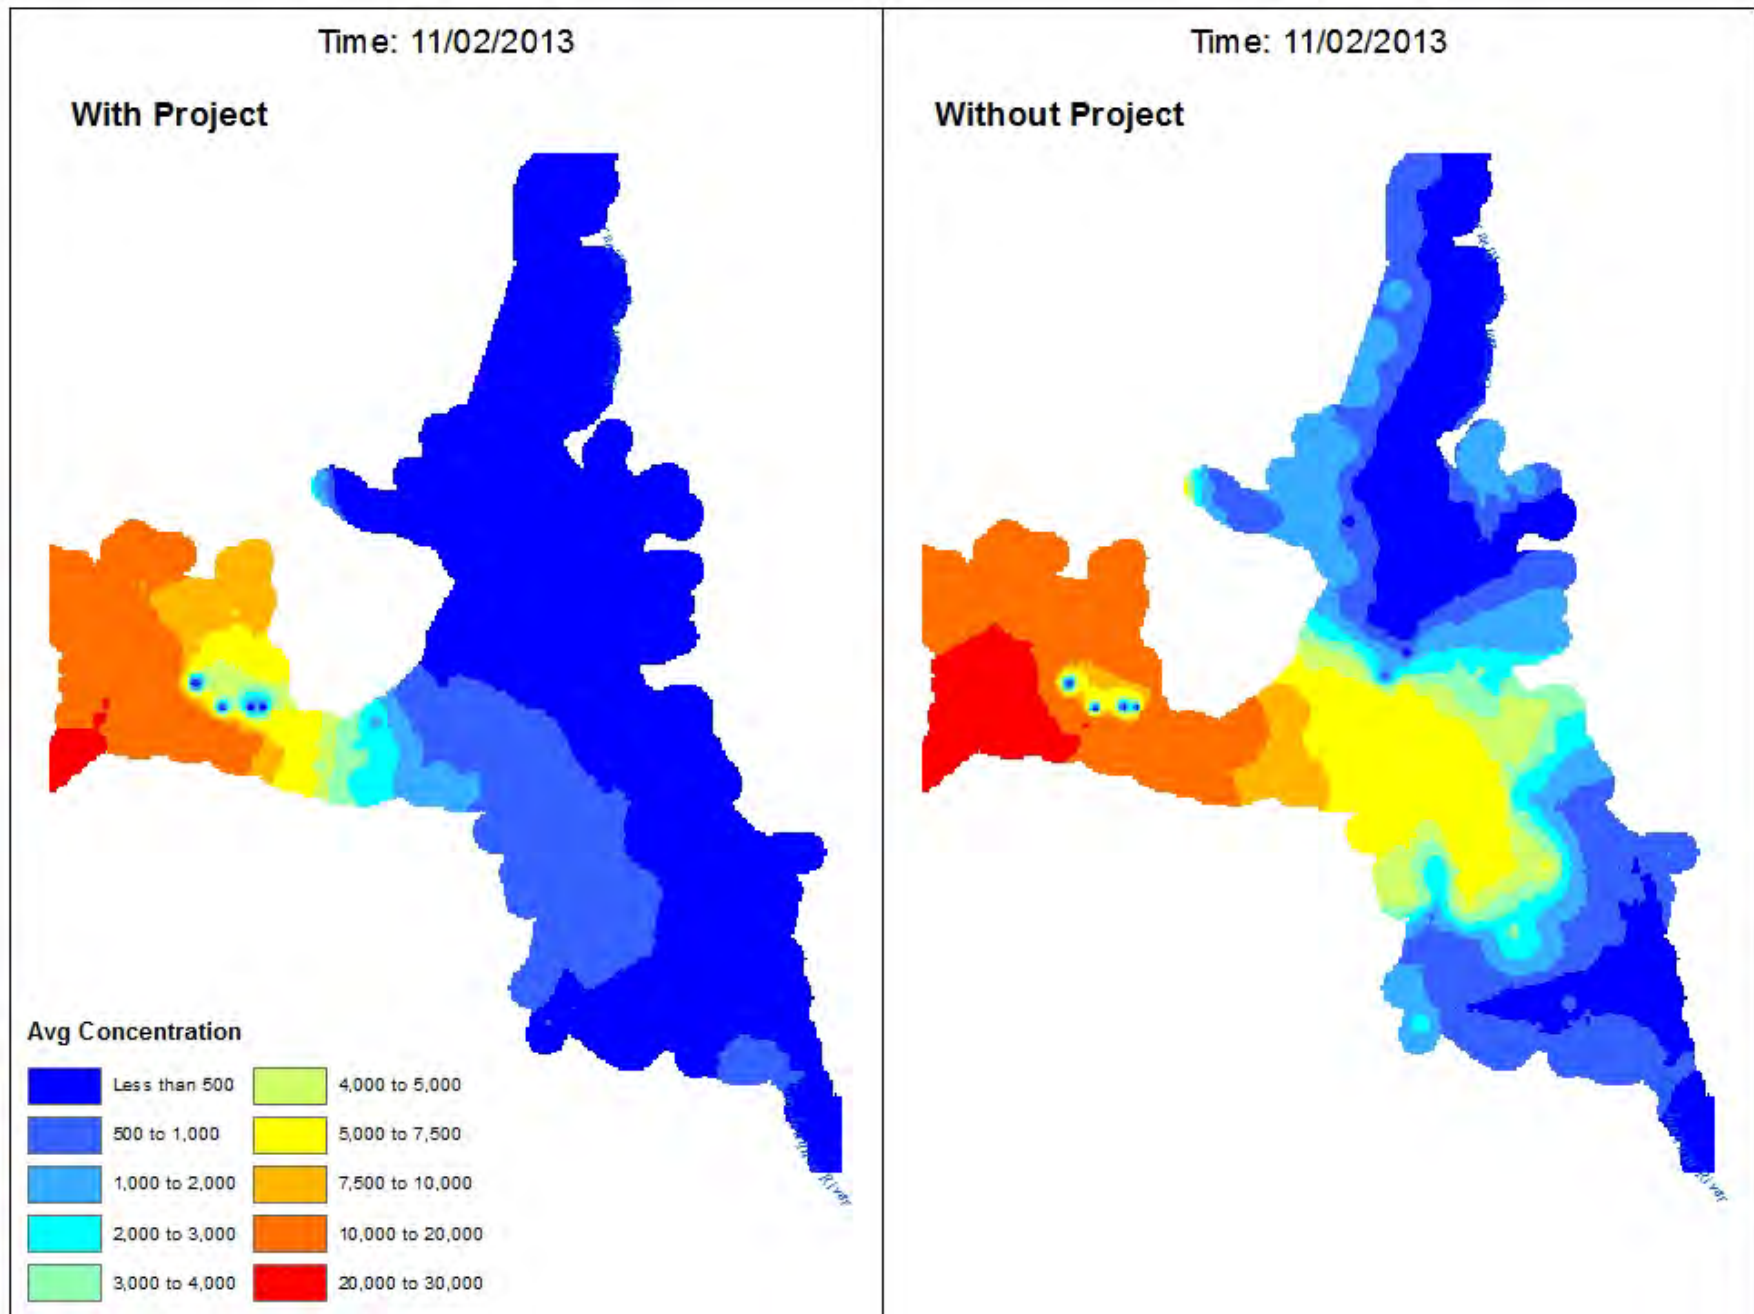 Time: 11/02/2013
With Project
Time: 11/02/2013
Without Project
Avg Concentration
Less than 500
500 to 1,000
1,000 to 2,000
2,000 to 3,000
3,000 to 4,000
4,000 to 5,000
5,000 to 7,500
7,500 to 10,000
10,000 to 20,000
20,000 to 30,000
River
River